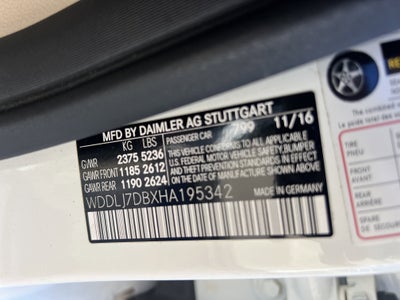 MFD BY DAIMLER AG STUTTGART
KG LBS PASSENGER CAR 799 11/16
GVWR 2375 5236
GAWR FRONT 1185 2612
GAWR REAR 1190 2624
THIS VEHICLE CONFORMS TO ALL APPLICABLE
U.S. FEDERAL MOTOR VEHICLE SAFETY, BUMPER
AND THEFT PREVENTION STANDARDS IN EFFECT
ON THE DATE OF MANUFACTURE SHOWN ABOVE
WDDLJ7DBXHA195342
MADE IN GERMANY
The combined
TIRE
PNEU
FRONT
AVANT
REAR
SPARE
DE SECOURS